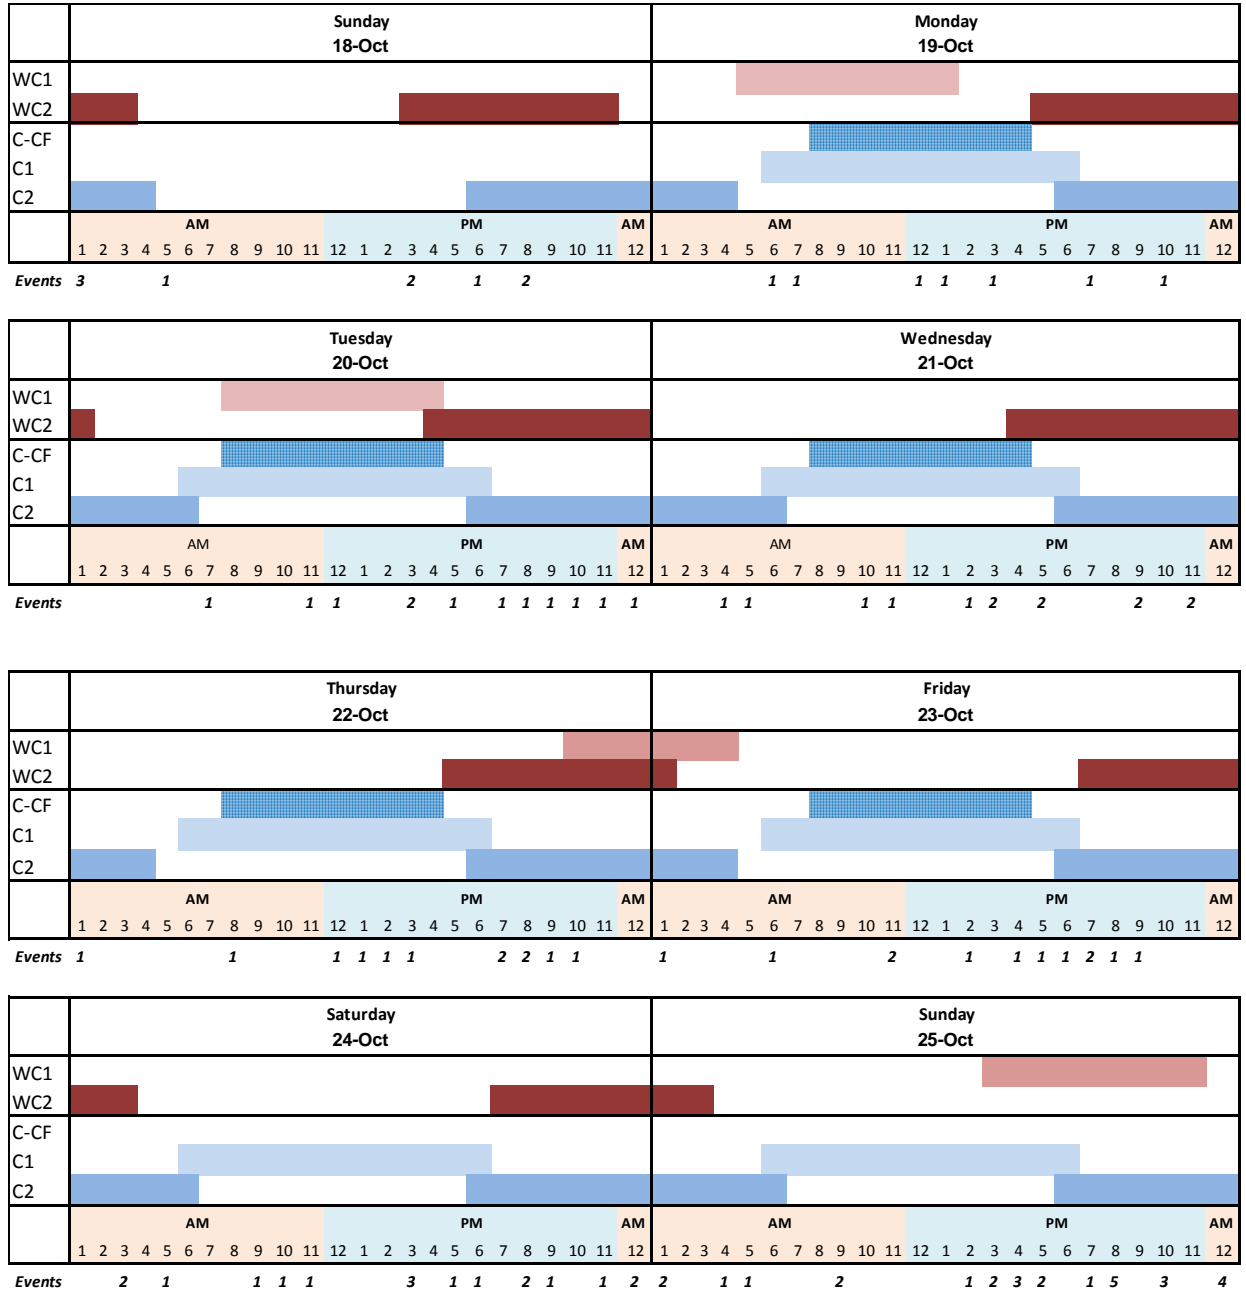 Sunday Monday
18-Oct 19-Oct
WC1
WC2
C-CF
C1
C2
AM PM AM AM PM AM
1 2 3 4 5 6 7 8 9 10 11 12 1 2 3 4 5 6 7 8 9 10 11 12 1 2 3 4 5 6 7 8 9 10 11 12 1 2 3 4 5 6 7 8 9 10 11 12
Events 3 1 2 1 2 1 1 1 1 1 1 1
Tuesday Wednesday
20-Oct 21-Oct
WC1
WC2
C-CF
C1
C2
AM PM AM AM PM AM
1 2 3 4 5 6 7 8 9 10 11 12 1 2 3 4 5 6 7 8 9 10 11 12 1 2 3 4 5 6 7 8 9 10 11 12 1 2 3 4 5 6 7 8 9 10 11 12
Events 1 1 1 2 1 1 1 1 1 1 1 1 1 1 1 1 2 2 2 2
Thursday Friday
22-Oct 23-Oct
WC1
WC2
C-CF
C1
C2
AM PM AM AM PM AM
1 2 3 4 5 6 7 8 9 10 11 12 1 2 3 4 5 6 7 8 9 10 11 12 1 2 3 4 5 6 7 8 9 10 11 12 1 2 3 4 5 6 7 8 9 10 11 12
Events 1 1 1 1 1 1 2 2 1 1 1 1 2 1 1 1 1 2 1 1
Saturday Sunday
24-Oct 25-Oct
WC1
WC2
C-CF
C1
C2
AM PM AM AM PM AM
1 2 3 4 5 6 7 8 9 10 11 12 1 2 3 4 5 6 7 8 9 10 11 12 1 2 3 4 5 6 7 8 9 10 11 12 1 2 3 4 5 6 7 8 9 10 11 12
Events 2 1 1 1 1 3 1 1 2 1 1 2 2 1 1 2 1 2 3 2 1 5 3 4